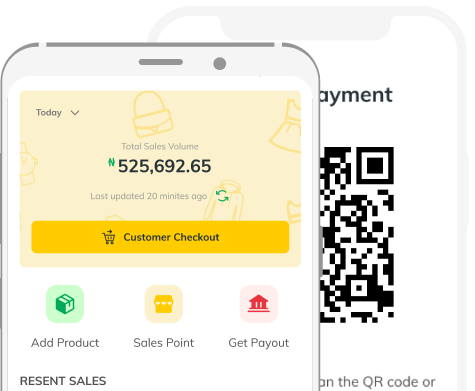 Today
Total Sales Volume
₦525,692.65
Last updated 20 minites ago
Customer Checkout
Add Product
Sales Point
Get Payout
RESENT SALES
ayment
an the QR code or